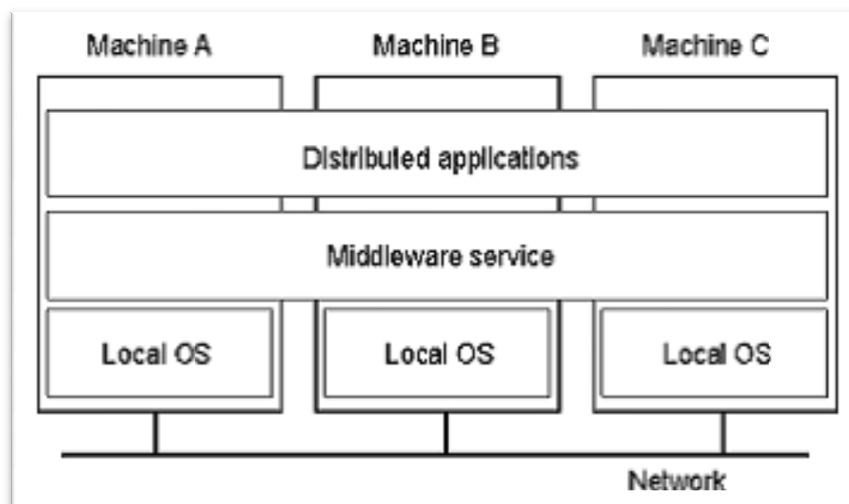 Machine A Machine B Machine C
Distributed applications
Middleware service
Local OS Local OS Local OS
Network